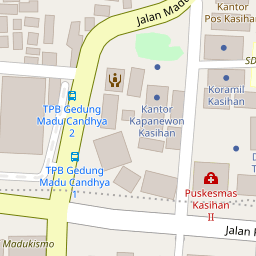 Kantor
Pos Kasihan
Jalan Madu
SD
Koramil
Kasihan
TPB Gedung
Madu Candhya
2
Kantor
Kapanewon
Kasihan
TPB Gedung
Madu Candhya
1
Puskesmas
Kasihan
II
D
T
Jalan
Madukismo